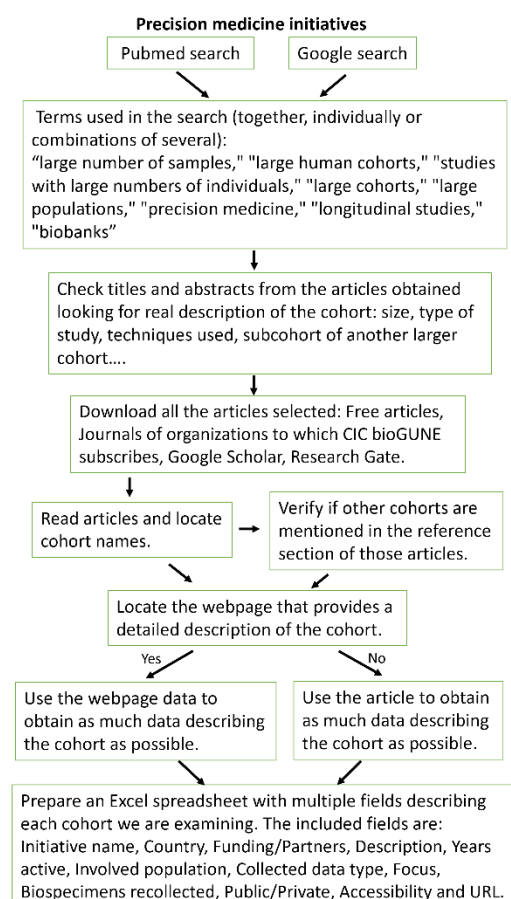 Precision medicine initiatives
Pubmed search
Google search
Terms used in the search (together, individually or
combinations of several):
“large number of samples," "large human cohorts," "studies
with large numbers of individuals," "large cohorts," "large
populations," "precision medicine," "longitudinal studies,"
"biobanks”
Check titles and abstracts from the articles obtained
looking for real description of the cohort: size, type of
study, techniques used, subcohort of another larger
cohort....
Download all the articles selected: Free articles,
Journals of organizations to which CIC bioGUNE
subscribes, Google Scholar, Research Gate.
Read articles and locate
cohort names.
Verify if other cohorts are
mentioned in the reference
section of those articles.
Locate the webpage that provides a
detailed description of the cohort.
Yes
No
Use the webpage data to
obtain as much data describing
the cohort as possible.
Use the article to obtain
as much data describing
the cohort as possible.
Prepare an Excel spreadsheet with multiple fields describing
each cohort we are examining. The included fields are:
Initiative name, Country, Funding/Partners, Description, Years
active, Involved population, Collected data type, Focus,
Biospecimens recollected, Public/Private, Accessibility and URL.